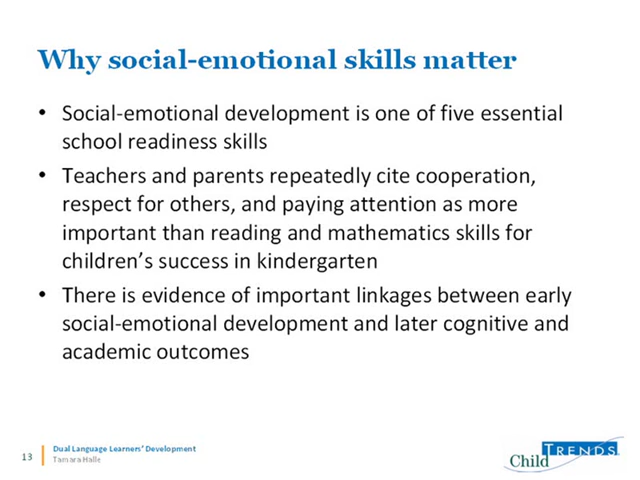 Why social-emotional skills matter
• Social-emotional development is one of five essential
school readiness skills
• Teachers and parents repeatedly cite cooperation,
respect for others, and paying attention as more
important than reading and mathematics skills for
children’s success in kindergarten
• There is evidence of important linkages between early
social-emotional development and later cognitive and
academic outcomes
13
Dual Language Learners’ Development
Tamara Halle
Child TRENDS